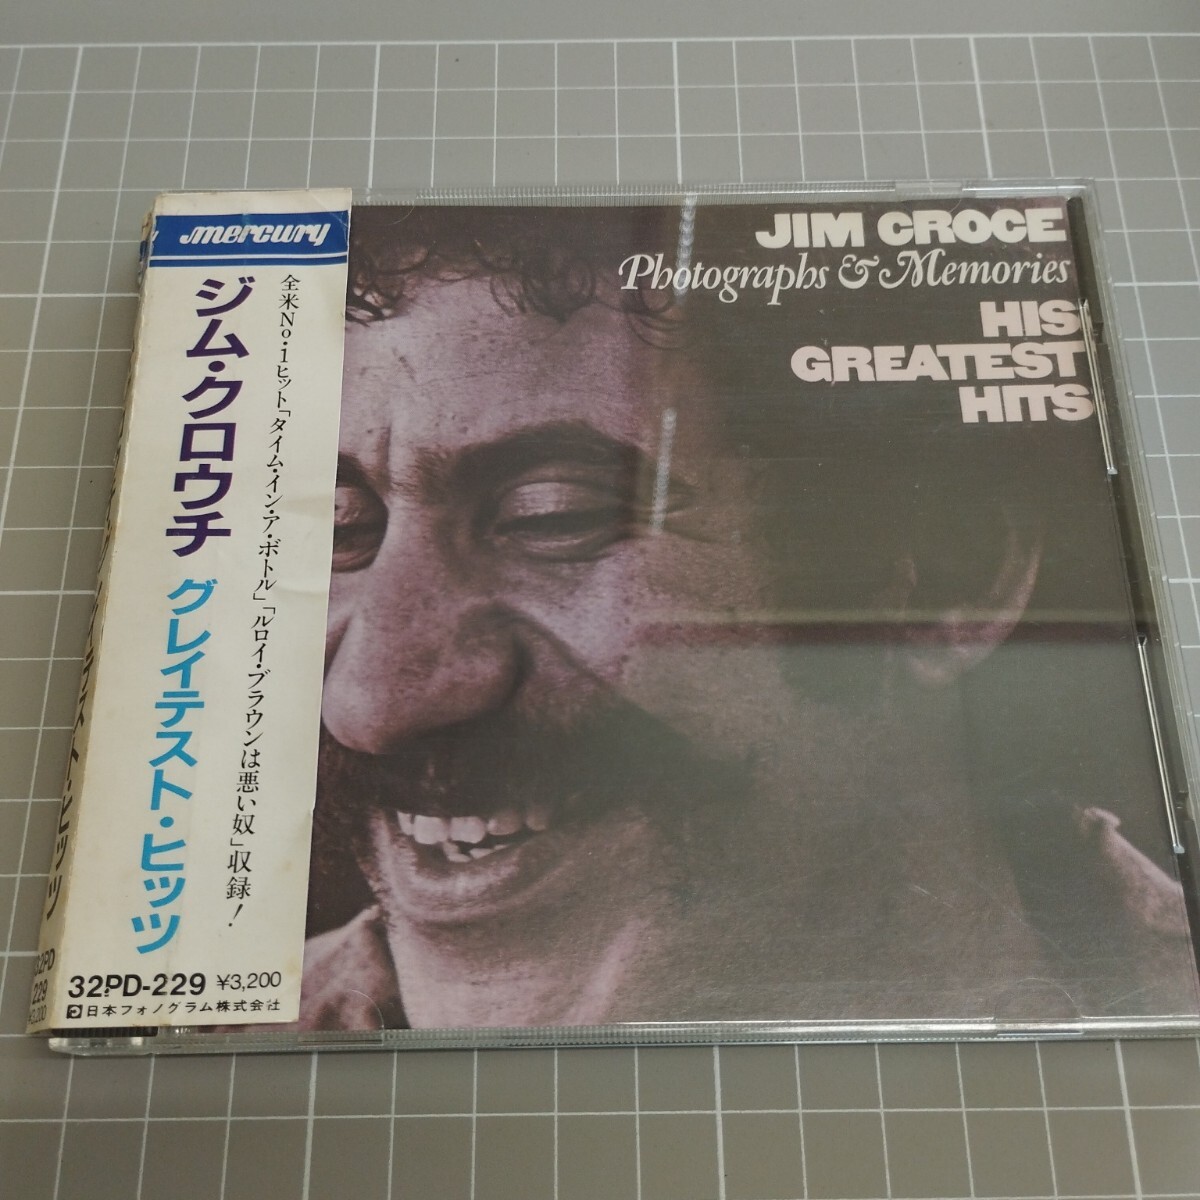 mercury
ジム・クロウチ
グレイテスト・ヒッツ
全米No・1ヒット「タイム・イン・ア・ボトル」「ルロイ・ブラウンは悪い奴」収録!
32PD-229 ¥3,200
日本フォノグラム株式会社
JIM CROCE
Photographs & Memories
HIS
GREATEST
HITS
32PD
229